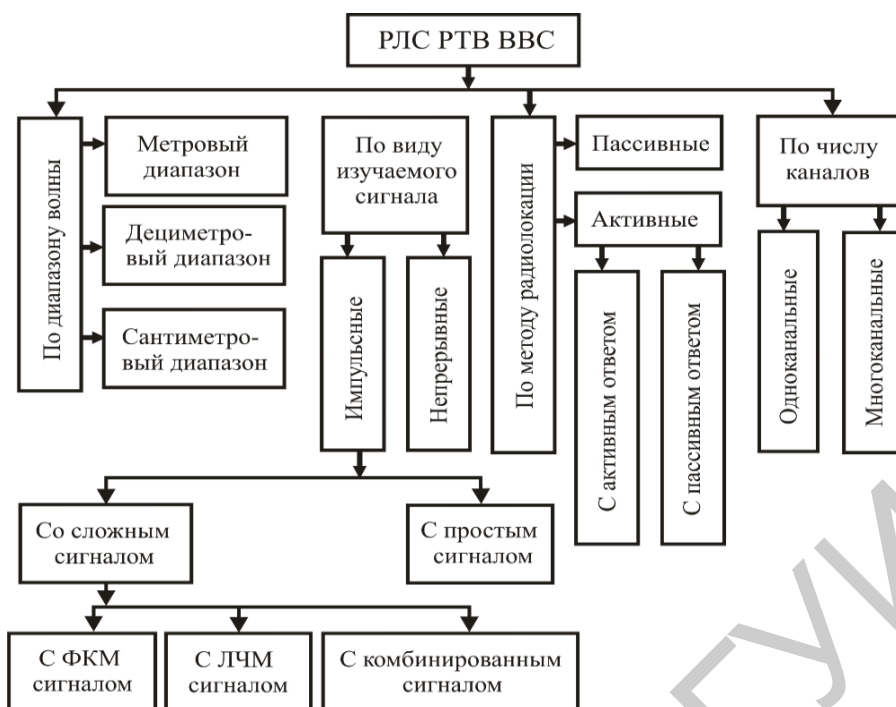 РЛС РТВ ВВС
По диапазону волны
Метровый
диапазон
Дециметро-
вый диапазон
Сантиметро-
вый диапазон
По виду
изучаемого
сигнала
Импульсные
Непрерывные
По методу радиолокации
Пассивные
Активные
С активным ответом
С пассивным ответом
По числу
каналов
Одноканальные
Многоканальные
Со сложным
сигналом
С простым
сигналом
С ФКМ
сигналом
С ЛЧМ
сигналом
С комбинированным
сигналом